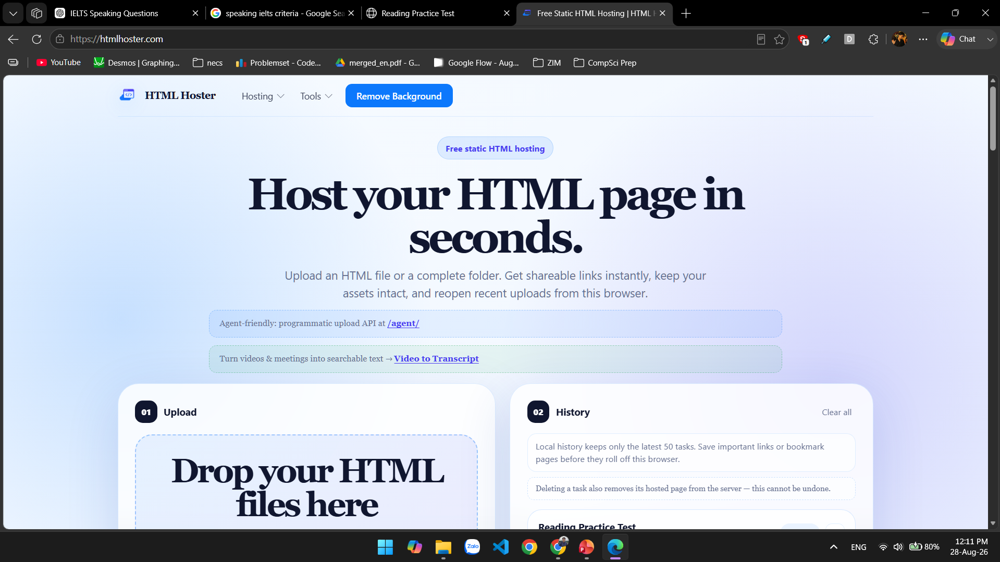 IELTS Speaking Questions
speaking ielts criteria - Google Sea
Reading Practice Test
Free Static HTML Hosting | HTML H
https://htmlhoster.com
1
D
Chat
YouTube
Desmos | Graphing...
necs
Problemset - Code...
merged_en.pdf - G...
Google Flow - Aug...
ZIM
CompSci Prep
HTML Hoster
Hosting
Tools
Remove Background
Free static HTML hosting
Host your HTML page in
seconds.
Upload an HTML file or a complete folder. Get shareable links instantly, keep your
assets intact, and reopen recent uploads from this browser.
Agent-friendly: programmatic upload API at /agent/
Turn videos & meetings into searchable text → Video to Transcript
01 Upload
Drop your HTML
files here
02 History
Clear all
Local history keeps only the latest 50 tasks. Save important links or bookmark
pages before they roll off this browser.
Deleting a task also removes its hosted page from the server — this cannot be undone.
Reading Practice Test
Zalo
P
ENG
80%
12:11 PM
28-Aug-26